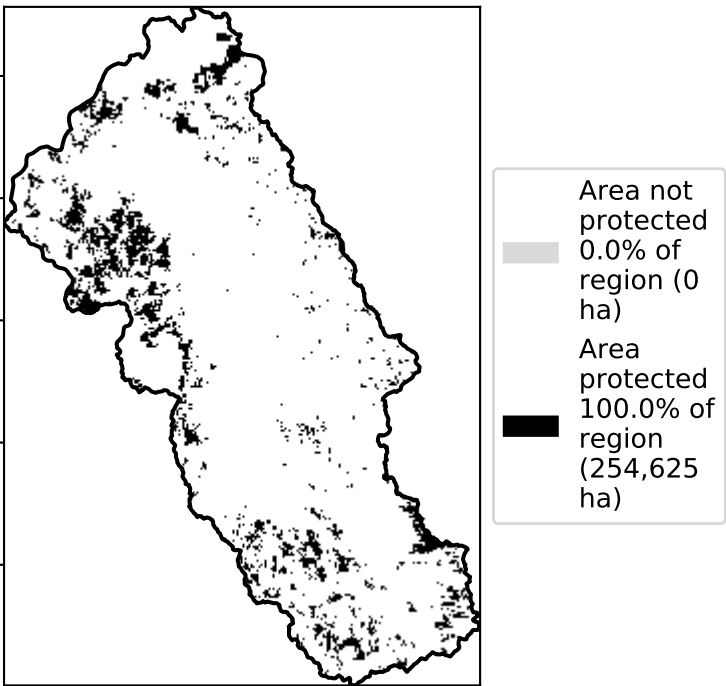 Area not
protected
0.0% of
region (0
ha)
Area
protected
100.0% of
region
(254,625
ha)